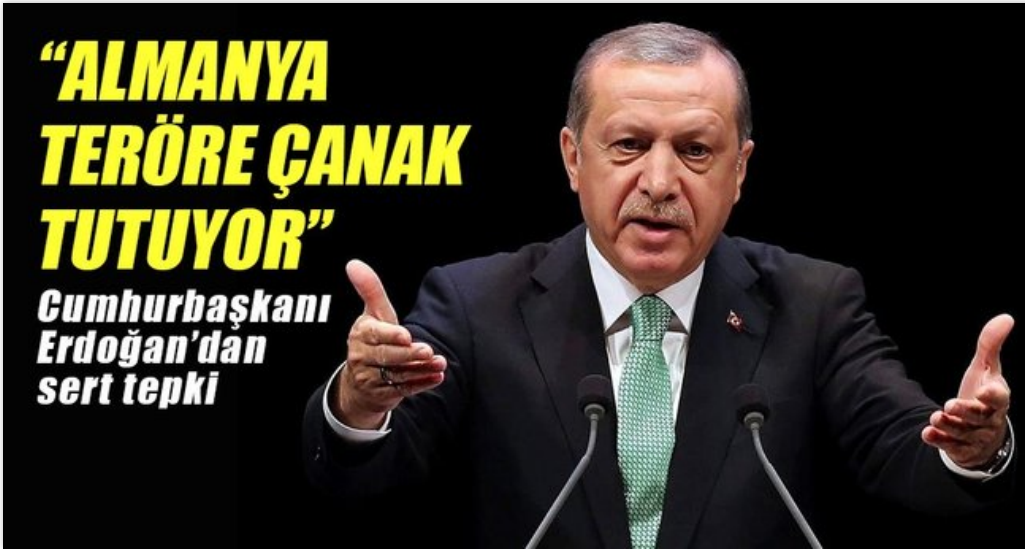 “ALMANYA
TERÖRE ÇANAK
TUTUYOR”
Cumhurbaşkanı
Erdoğan’dan
sert tepki